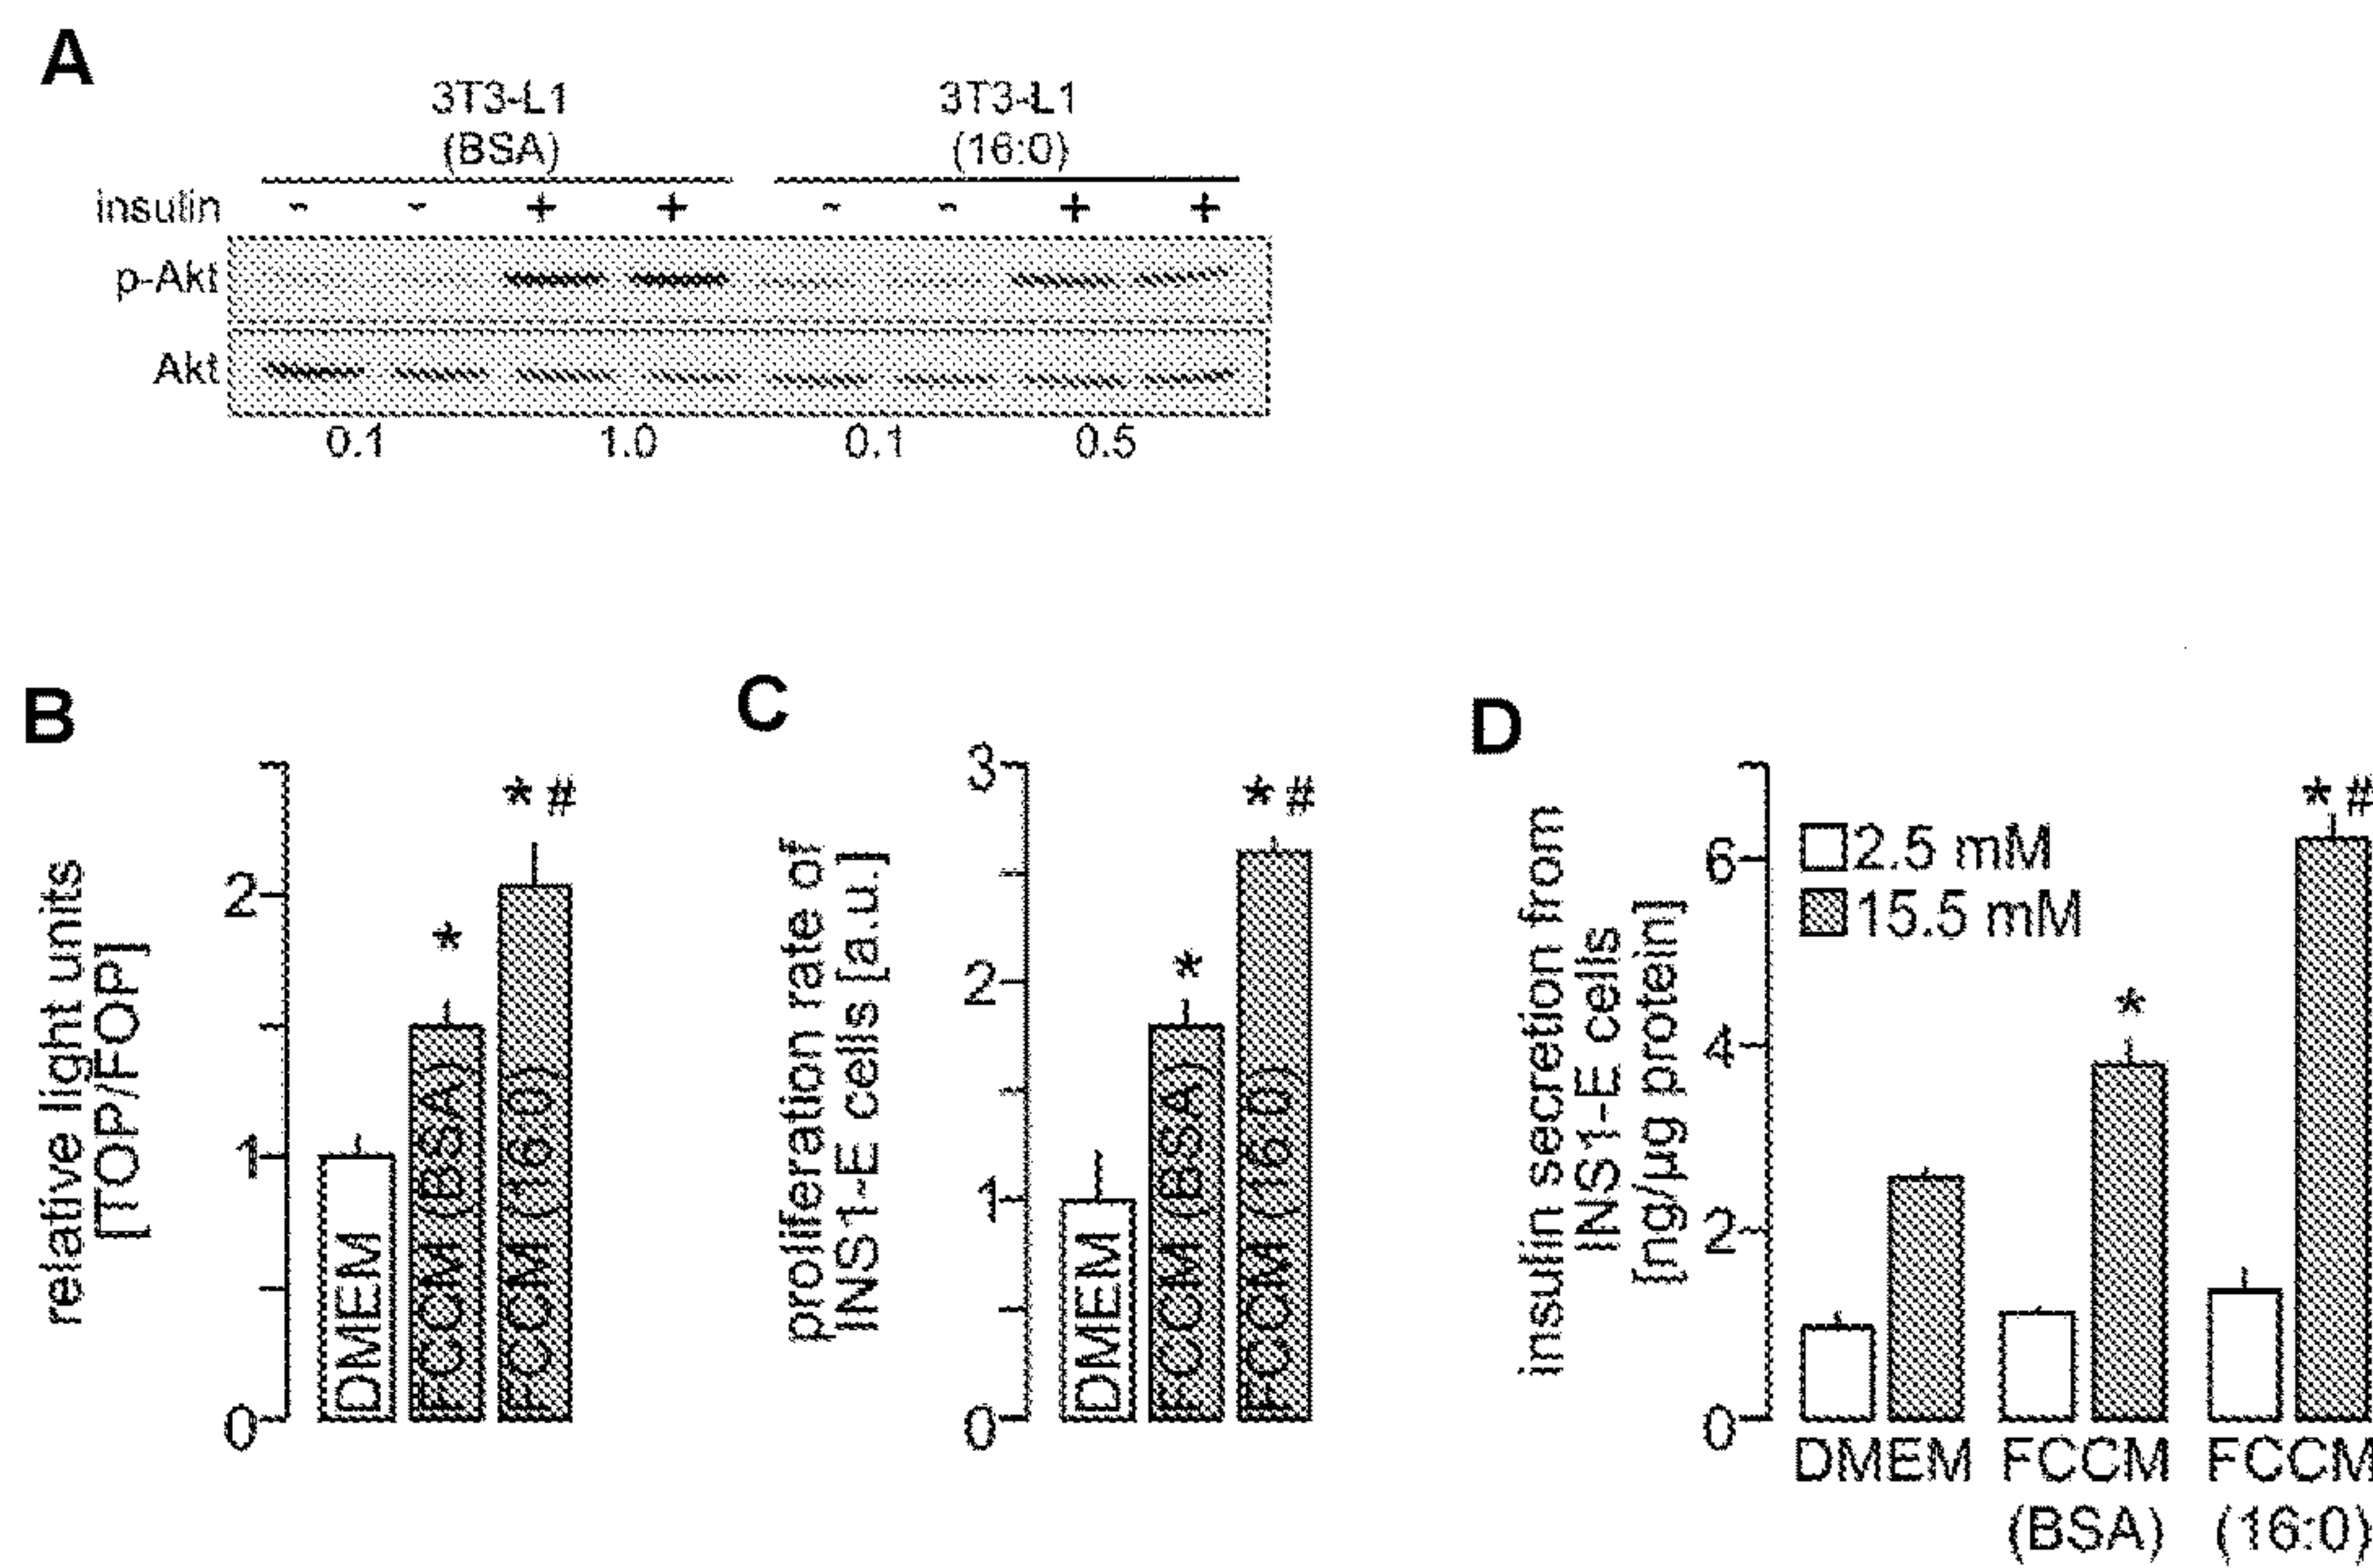 A
3T3-L1
(BSA)
3T3-L1
(16:0)
insulin - - + + - - + +
p-Akt
Akt
0.1 1.0 0.1 0.5
B
relative light units
[TOP/FOP]
2
1
0
* 
* #
DMEM
FCCM (BSA)
FCCM (16:0)
C
proliferation rate of
INS1-E cells [a.u.]
3
2
1
0
*
* #
DMEM
FCCM (BSA)
FCCM (16:0)
D
insulin secretion from
INS1-E cells
[ng/µg protein]
6
4
2
0
2.5 mM
15.5 mM
*
* #
DMEM FCCM FCCM
(BSA) (16:0)